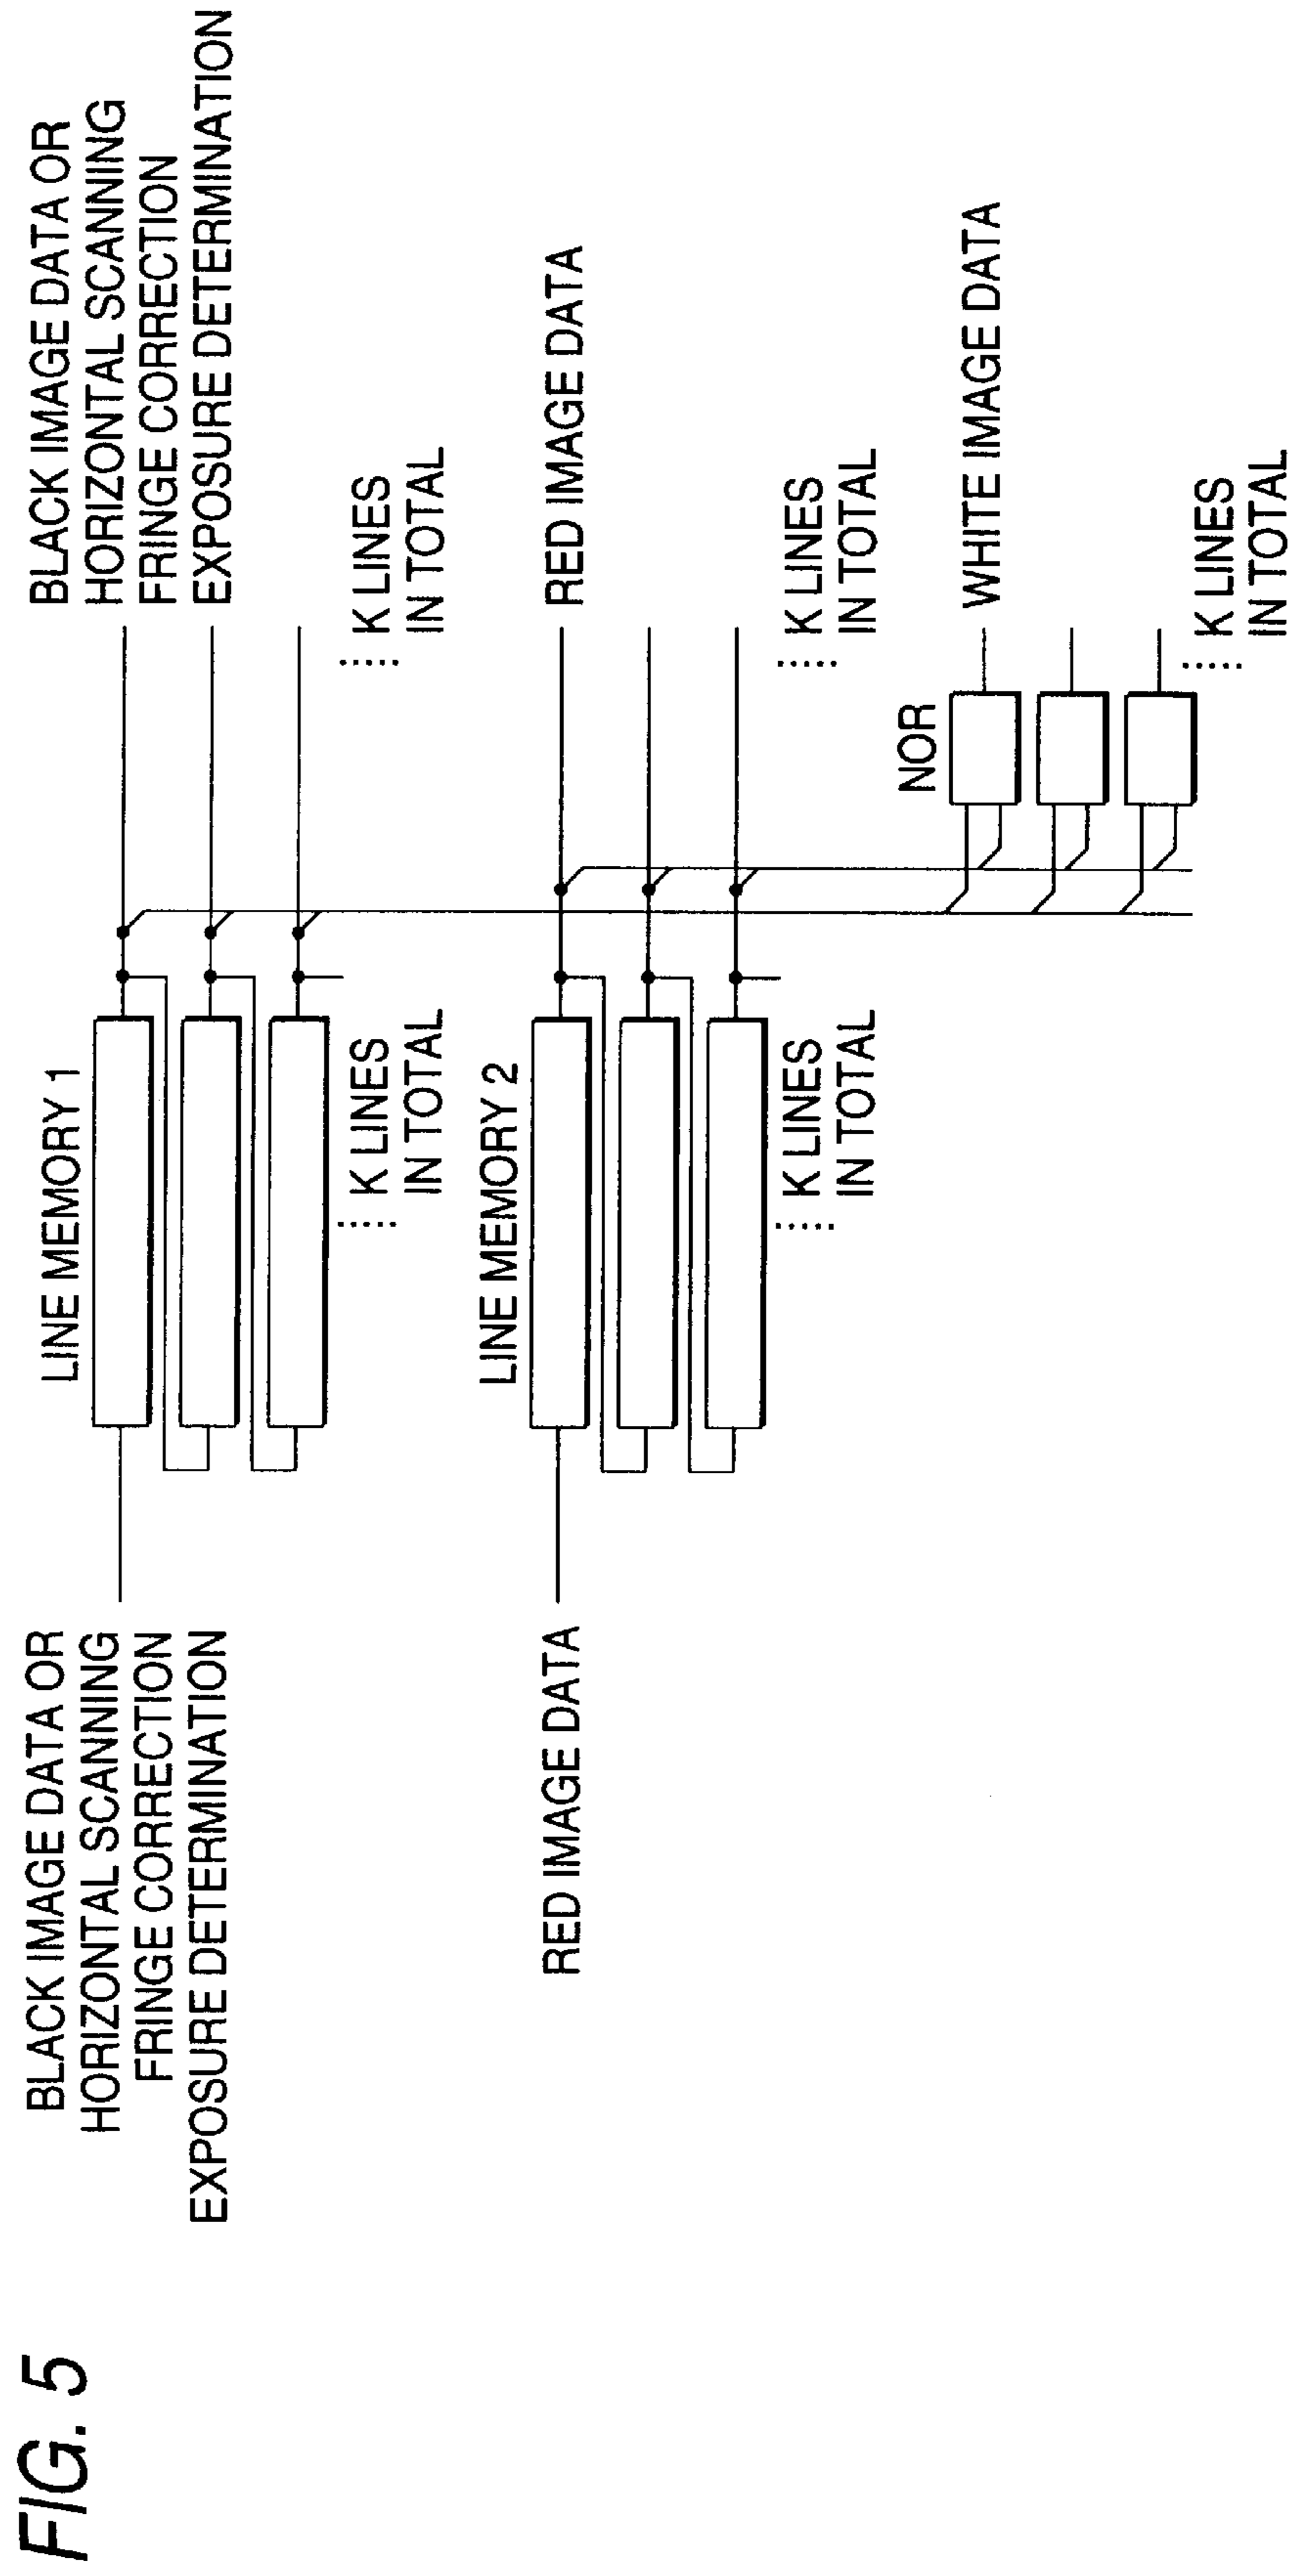 FIG. 5
BLACK IMAGE DATA OR
HORIZONTAL SCANNING
FRINGE CORRECTION
EXPOSURE DETERMINATION
LINE MEMORY 1
K LINES
IN TOTAL
BLACK IMAGE DATA OR
HORIZONTAL SCANNING
FRINGE CORRECTION
EXPOSURE DETERMINATION
K LINES
IN TOTAL
RED IMAGE DATA
LINE MEMORY 2
K LINES
IN TOTAL
RED IMAGE DATA
K LINES
IN TOTAL
NOR
WHITE IMAGE DATA
K LINES
IN TOTAL